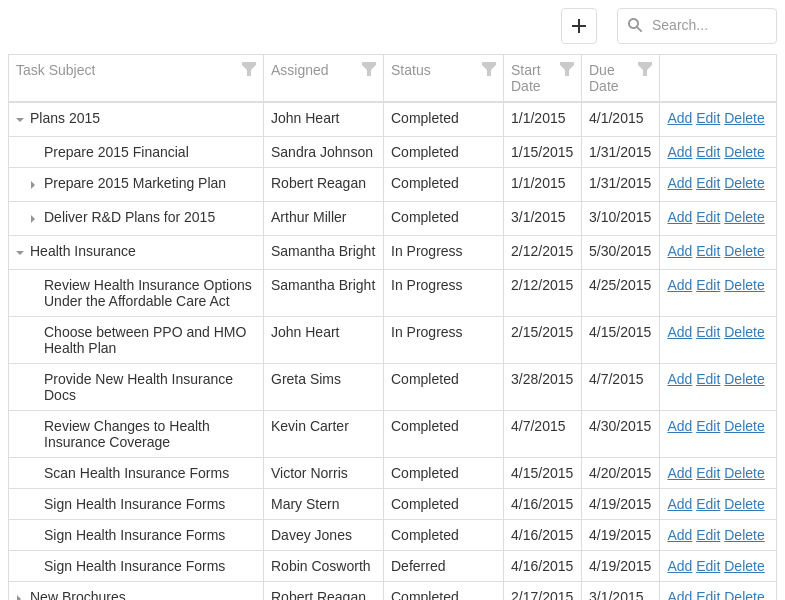 Search...
Task Subject Assigned Status Start Date Due Date
Plans 2015 John Heart Completed 1/1/2015 4/1/2015 Add Edit Delete
Prepare 2015 Financial Sandra Johnson Completed 1/15/2015 1/31/2015 Add Edit Delete
Prepare 2015 Marketing Plan Robert Reagan Completed 1/1/2015 1/31/2015 Add Edit Delete
Deliver R&D Plans for 2015 Arthur Miller Completed 3/1/2015 3/10/2015 Add Edit Delete
Health Insurance Samantha Bright In Progress 2/12/2015 5/30/2015 Add Edit Delete
Review Health Insurance Options Samantha Bright In Progress 2/12/2015 4/25/2015 Add Edit Delete
Under the Affordable Care Act
Choose between PPO and HMO John Heart In Progress 2/15/2015 4/15/2015 Add Edit Delete
Health Plan
Provide New Health Insurance Greta Sims Completed 3/28/2015 4/7/2015 Add Edit Delete
Docs
Review Changes to Health Kevin Carter Completed 4/7/2015 4/30/2015 Add Edit Delete
Insurance Coverage
Scan Health Insurance Forms Victor Norris Completed 4/15/2015 4/20/2015 Add Edit Delete
Sign Health Insurance Forms Mary Stern Completed 4/16/2015 4/19/2015 Add Edit Delete
Sign Health Insurance Forms Davey Jones Completed 4/16/2015 4/19/2015 Add Edit Delete
Sign Health Insurance Forms Robin Cosworth Deferred 4/16/2015 4/19/2015 Add Edit Delete
New Brochures Robert Reagan Completed 2/17/2015 3/1/2015 Add Edit Delete